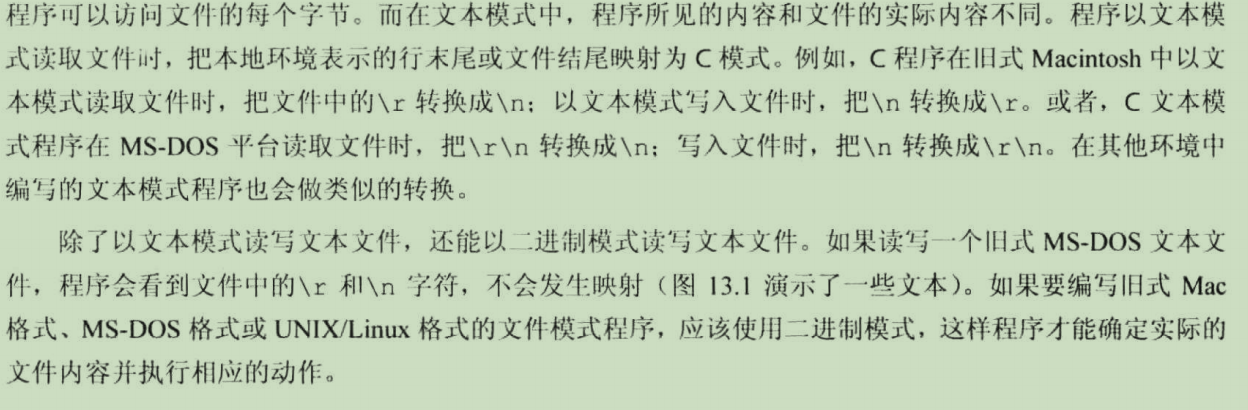 程序可以访问文件的每个字节。而在文本模式中，程序所见的内容和文件的实际内容不同。程序以文本模
式读取文件时，把本地环境表示的行末尾或文件结尾映射为 C 模式。例如，C 程序在旧式 Macintosh 中以文
本模式读取文件时，把文件中的\r 转换成\n；以文本模式写入文件时，把\n 转换成\r。或者，C 文本模
式程序在 MS-DOS 平台读取文件时，把\r\n 转换成\n；写入文件时，把\n 转换成\r\n。在其他环境中
编写的文本模式程序也会做类似的转换。
除了以文本模式读写文本文件，还能以二进制模式读写文本文件。如果读写一个旧式 MS-DOS 文本文
件，程序会看到文件中的\r 和\n 字符，不会发生映射（图 13.1 演示了一些文本）。如果要编写旧式 Mac
格式、MS-DOS 格式或 UNIX/Linux 格式的文件模式程序，应该使用二进制模式，这样程序才能确定实际的
文件内容并执行相应的动作。